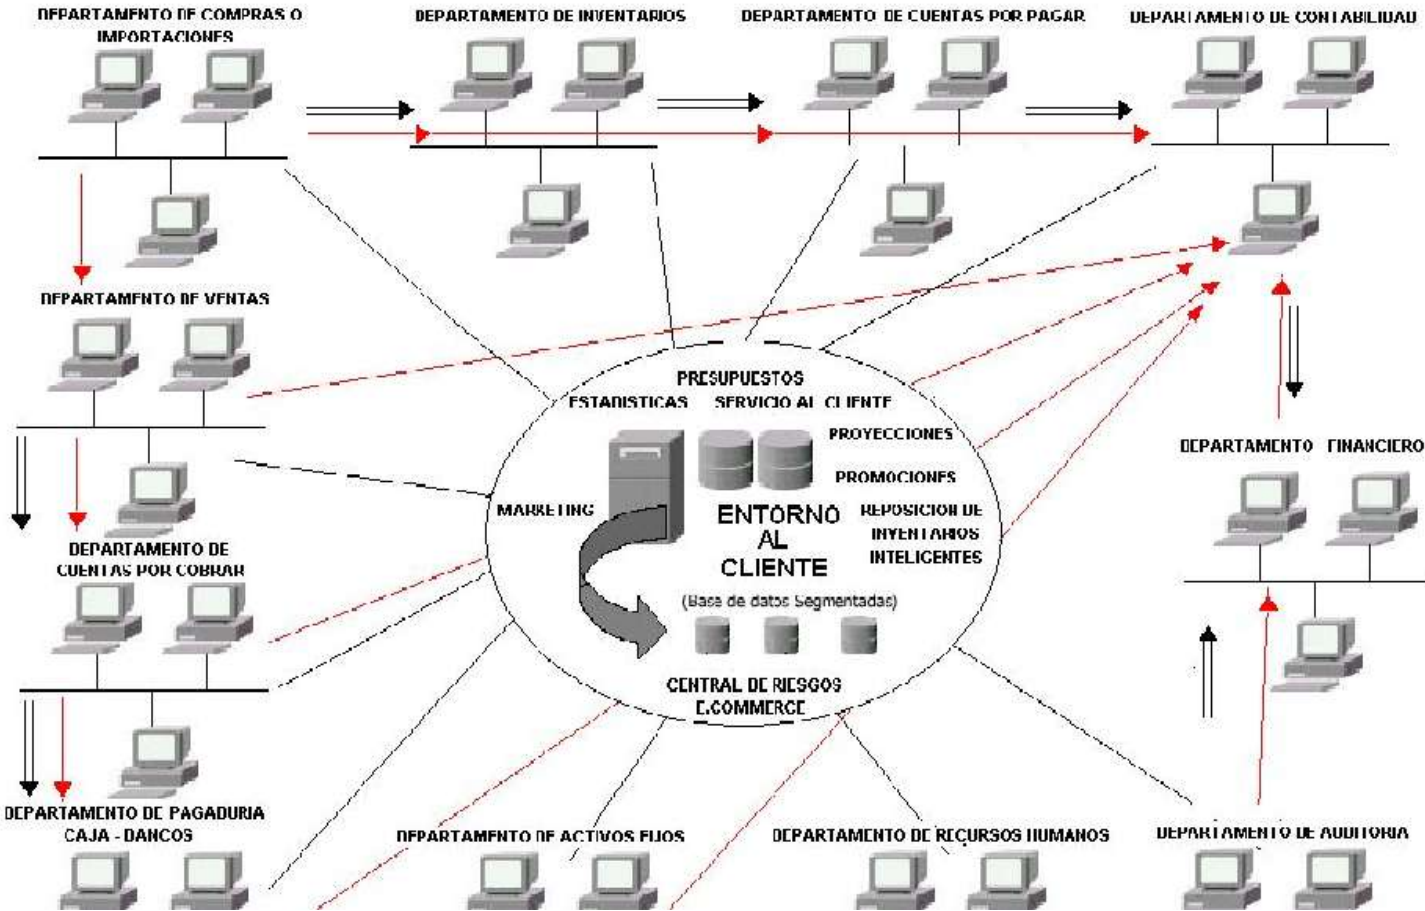 DEPARTAMENTO DE COMPRAS O
IMPORTACIONES
DEPARTAMENTO DE INVENTARIOS
DEPARTAMENTO DE CUENTAS POR PAGAR
DEPARTAMENTO DE CONTABILIDAD
DEPARTAMENTO DE VENTAS
PRESUPUESTOS
ESTADISTICAS SERVICIO AL CLIENTE
PROYECCIONES
DEPARTAMENTO FINANCIERO
PROMOCIONES
MARKETING
REPOSICION DE
INVENTARIOS
INTELIGENTES
ENTORNO
AL
CLIENTE
(Base de datos Segmentadas)
DEPARTAMENTO DE
CUENTAS POR COBRAR
CENTRAL DE RIESGOS
E.COMMERCE
DEPARTAMENTO DE PAGADURIA
CAJA - BANCOS
DEPARTAMENTO DE ACTIVOS FIJOS
DEPARTAMENTO DE RECURSOS HUMANOS
DEPARTAMENTO DE AUDITORIA